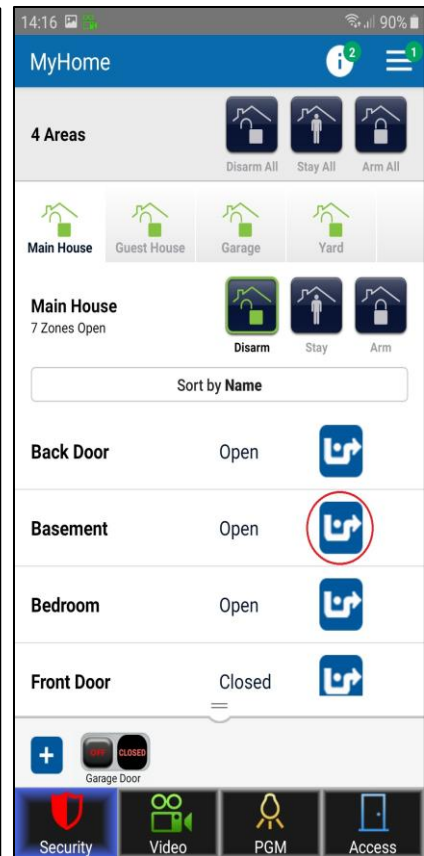 14:16 90%
MyHome i 2 1
4 Areas
Disarm All Stay All Arm All
Main House Guest House Garage Yard
Main House
7 Zones Open
Disarm Stay Arm
Sort by Name
Back Door Open
Basement Open
Bedroom Open
Front Door Closed
+ OFF CLOSED
Garage Door
Security Video PGM Access